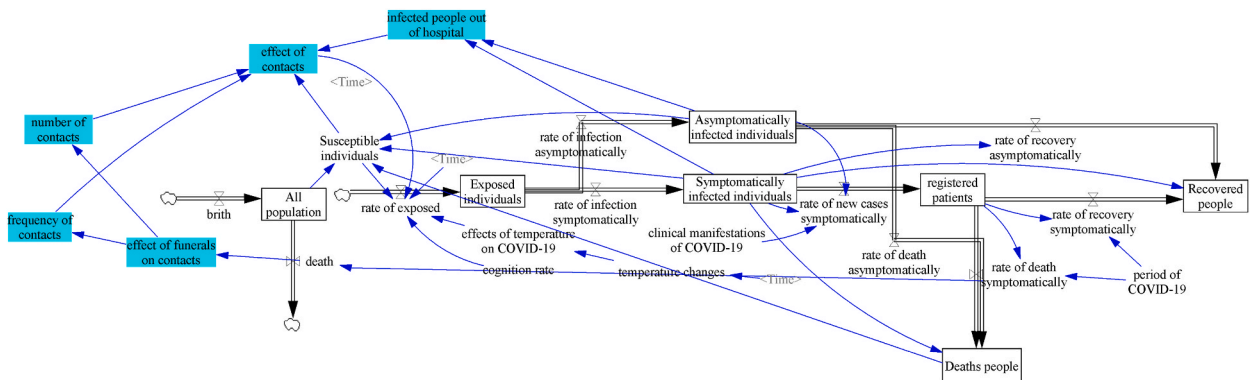 infected people out
of hospital
effect of
contacts
<Time>
number of
contacts
Susceptible
individuals
rate of infection
asymptomatically
Asymptomatically
infected individuals
rate of recovery
asymptomatically
<Time>
All
population
brith
rate of exposed
Exposed
individuals
rate of infection
symptomatically
Symptomatically
infected individuals
rate of new cases
symptomatically
registered
patients
rate of recovery
symptomatically
Recovered
people
frequency of
contacts
effect of funerals
on contacts
death
effects of temperature
on COVID-19
clinical manifestations
of COVID-19
cognition rate
temperature changes
<Time>
rate of death
asymptomatically
rate of death
symptomatically
period of
COVID-19
Deaths people